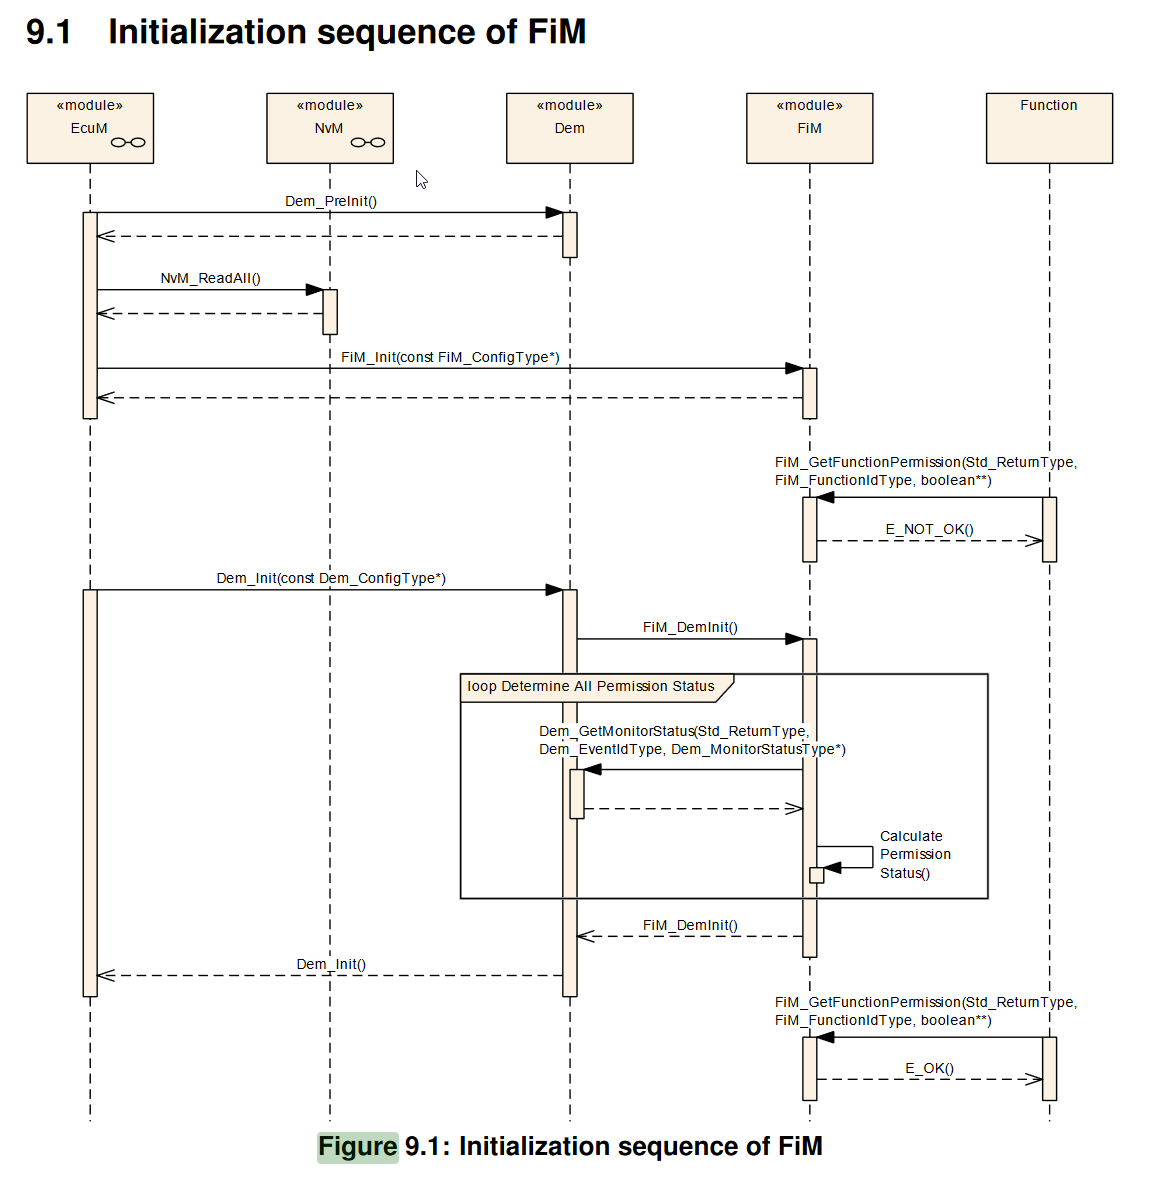 9.1 Initialization sequence of FiM
«module»
EcuM
«module»
NvM
«module»
Dem
«module»
FiM
Function
Dem_PreInit()
NvM_ReadAll()
FiM_Init(const FiM_ConfigType*)
FiM_GetFunctionPermission(Std_ReturnType,
FiM_FunctionIdType, boolean**)
E_NOT_OK()
Dem_Init(const Dem_ConfigType*)
FiM_DemInit()
loop Determine All Permission Status
Dem_GetMonitorStatus(Std_ReturnType,
Dem_EventIdType, Dem_MonitorStatusType*)
Calculate
Permission
Status()
FiM_DemInit()
Dem_Init()
FiM_GetFunctionPermission(Std_ReturnType,
FiM_FunctionIdType, boolean**)
E_OK()
Figure 9.1: Initialization sequence of FiM